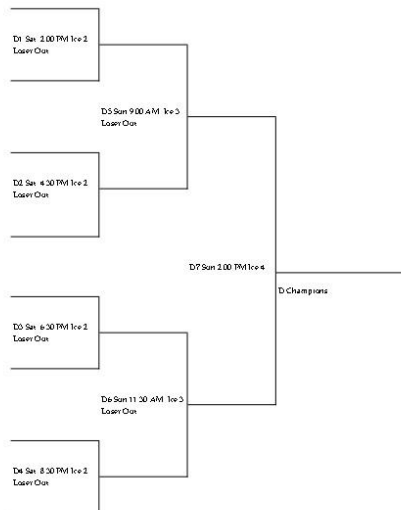 D1 Sat 2:00 PM Ice 2
Loser Out
D5 Sun 9:00 AM Ice 3
Loser Out
D2 Sat 4:30 PM Ice 2
Loser Out
D7 Sun 2:00 PM Ice 4
D Champions
D3 Sat 6:30 PM Ice 2
Loser Out
D6 Sun 11:30 AM Ice 3
Loser Out
D4 Sat 8:30 PM Ice 2
Loser Out